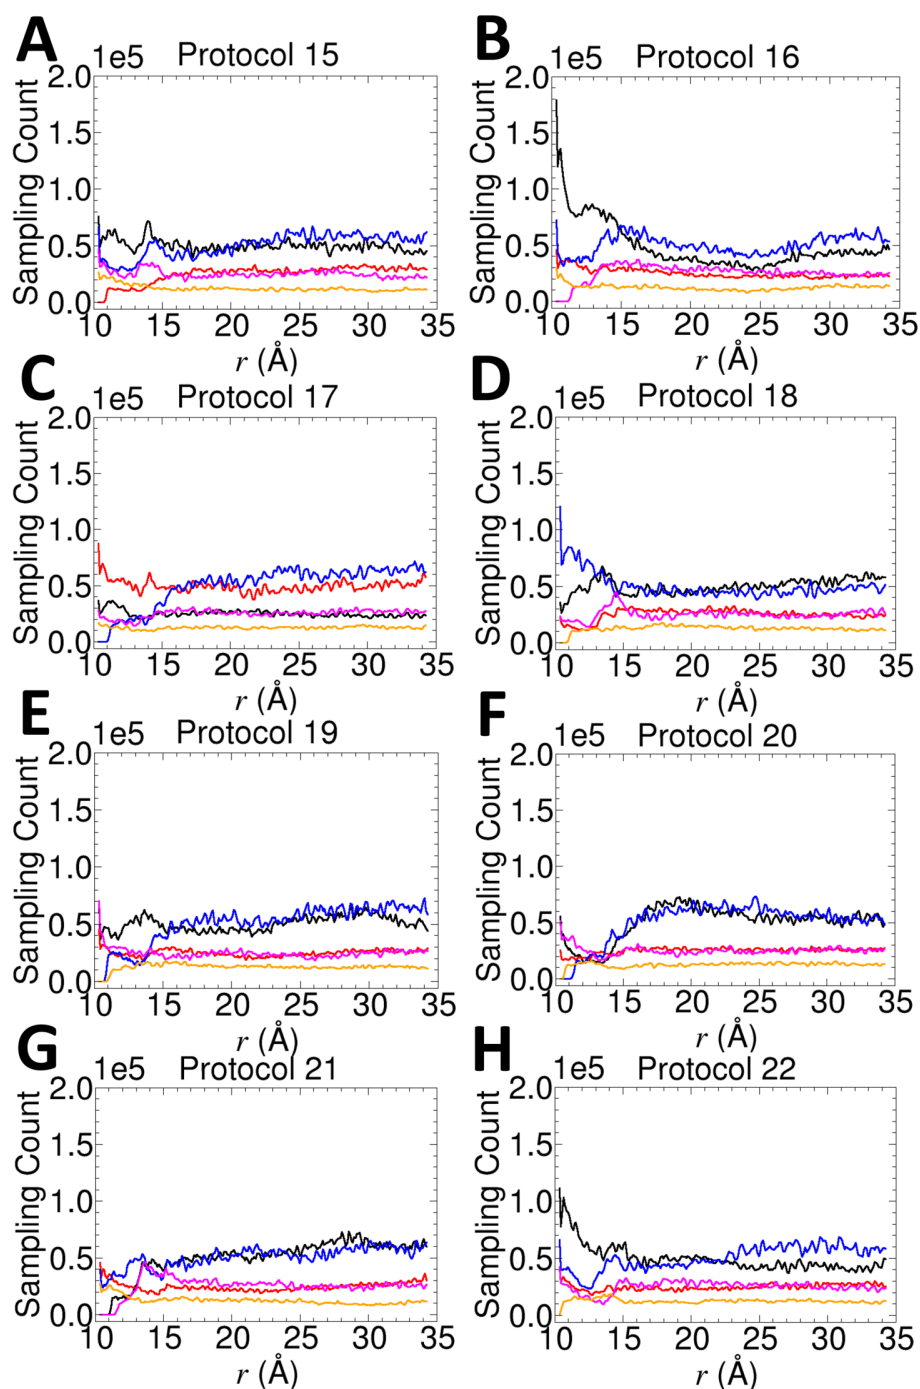 A
1e5 Protocol 15
Sampling Count
2.0
1.5
1.0
0.5
0.0
10 15 20 25 30 35
r (Å)
B
1e5 Protocol 16
Sampling Count
2.0
1.5
1.0
0.5
0.0
10 15 20 25 30 35
r (Å)
C
1e5 Protocol 17
Sampling Count
2.0
1.5
1.0
0.5
0.0
10 15 20 25 30 35
r (Å)
D
1e5 Protocol 18
Sampling Count
2.0
1.5
1.0
0.5
0.0
10 15 20 25 30 35
r (Å)
E
1e5 Protocol 19
Sampling Count
2.0
1.5
1.0
0.5
0.0
10 15 20 25 30 35
r (Å)
F
1e5 Protocol 20
Sampling Count
2.0
1.5
1.0
0.5
0.0
10 15 20 25 30 35
r (Å)
G
1e5 Protocol 21
Sampling Count
2.0
1.5
1.0
0.5
0.0
10 15 20 25 30 35
r (Å)
H
1e5 Protocol 22
Sampling Count
2.0
1.5
1.0
0.5
0.0
10 15 20 25 30 35
r (Å)